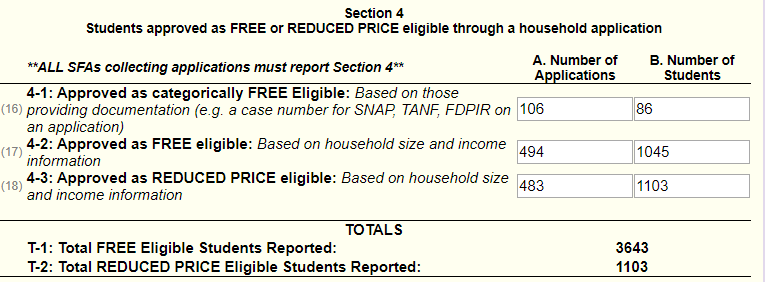 Section 4
Students approved as FREE or REDUCED PRICE eligible through a household application
**ALL SFAs collecting applications must report Section 4**
A. Number of Applications
B. Number of Students
4-1: Approved as categorically FREE Eligible: Based on those
(16) providing documentation (e.g. a case number for SNAP, TANF, FDPIR on 106 86
an application)
4-2: Approved as FREE eligible: Based on household size and income
(17) information 494 1045
4-3: Approved as REDUCED PRICE eligible: Based on household size
(18) and income information 483 1103
TOTALS
T-1: Total FREE Eligible Students Reported: 3643
T-2: Total REDUCED PRICE Eligible Students Reported: 1103